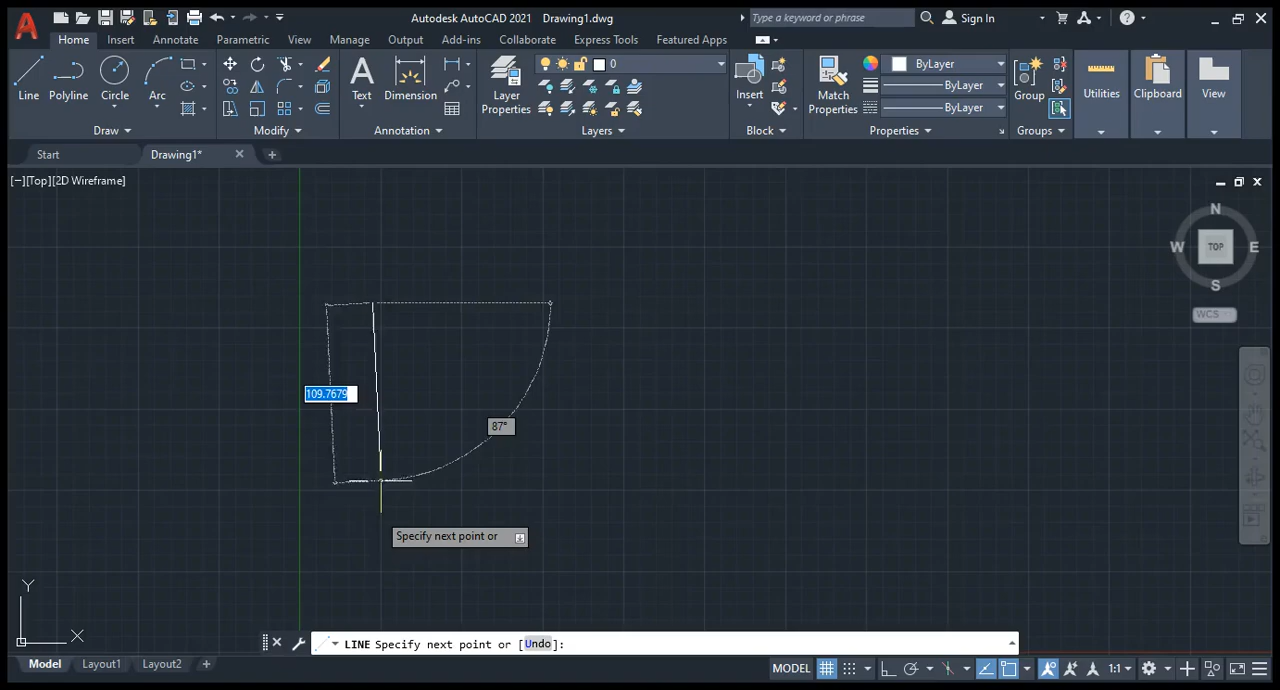 Autodesk AutoCAD 2021 Drawing1.dwg
Type a keyword or phrase
Sign In
Home Insert Annotate Parametric View Manage Output Add-ins Collaborate Express Tools Featured Apps
0
ByLayer
ByLayer
ByLayer
Line Polyline Circle Arc
Text Dimension
Layer Properties
Insert
Match Properties
Group
Utilities
Clipboard
View
Draw Modify Annotation Layers Block Properties Groups
Start Drawing1*
[−][Top][2D Wireframe]
N
W TOP E
S
WCS
109.7679
87°
Specify next point or
Y
X
LINE Specify next point or [Undo]:
Model Layout1 Layout2
MODEL
1:1